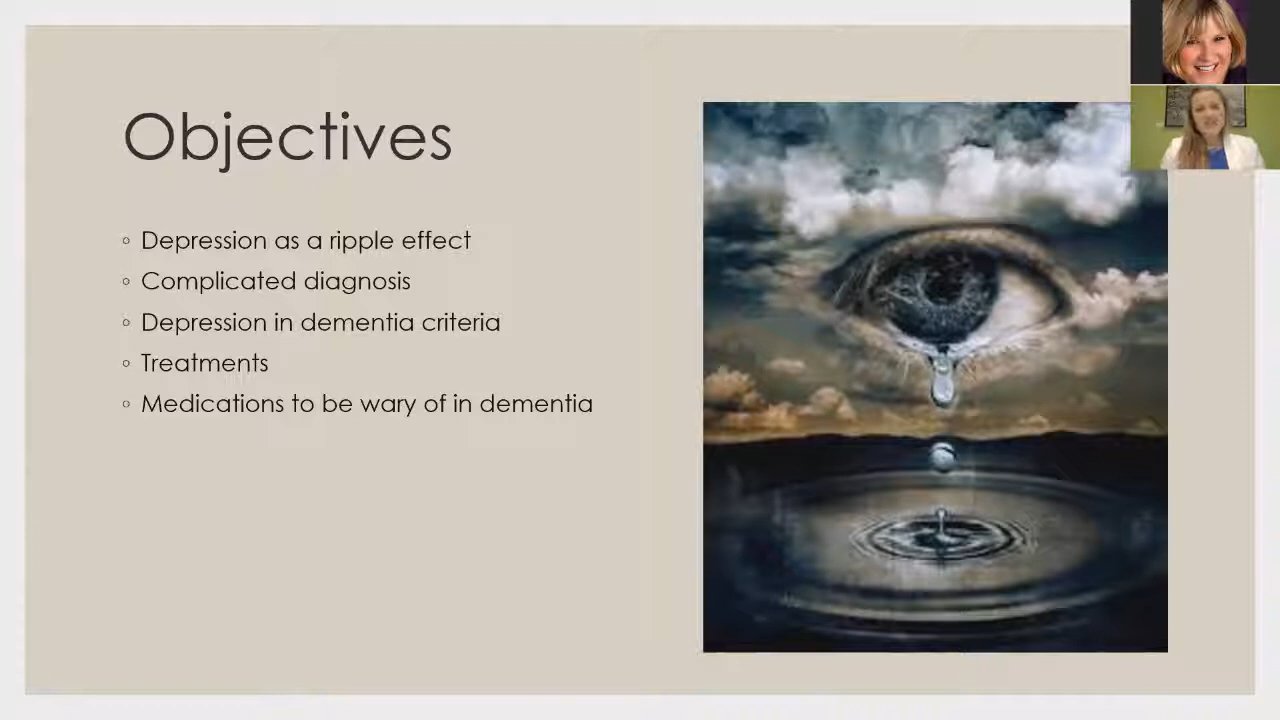 Objectives
◦ Depression as a ripple effect
◦ Complicated diagnosis
◦ Depression in dementia criteria
◦ Treatments
◦ Medications to be wary of in dementia